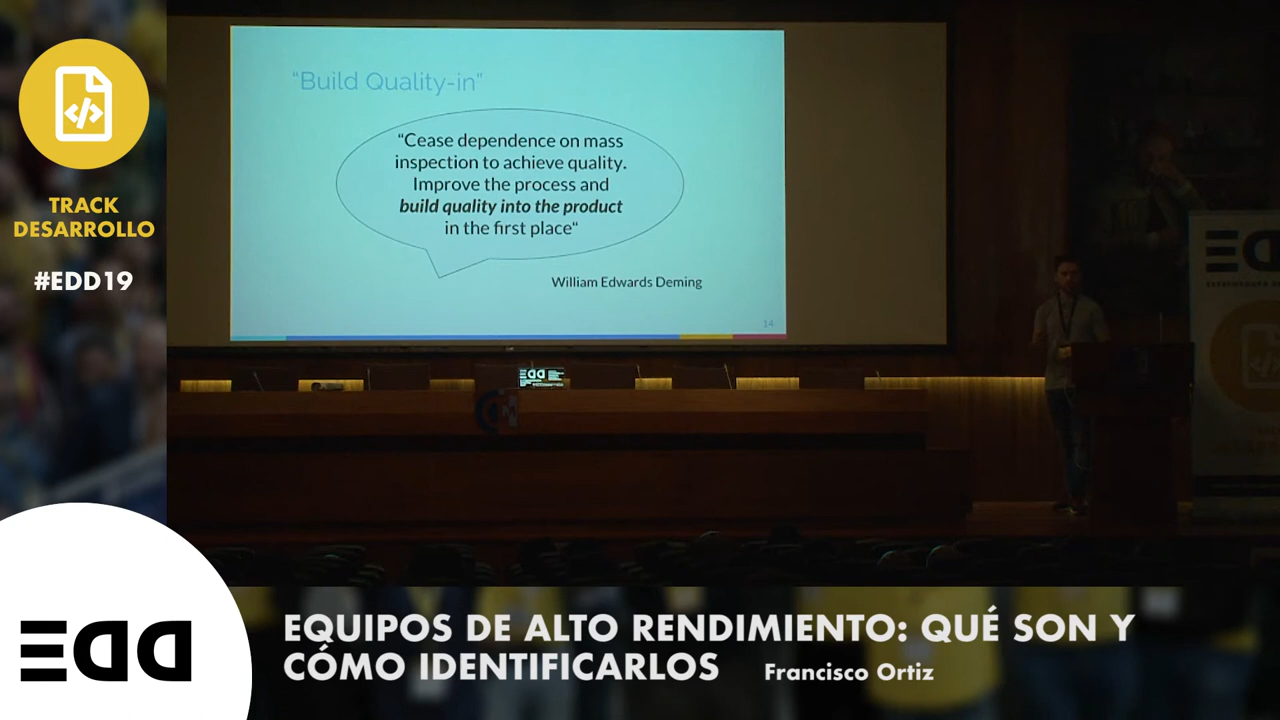 TRACK
DESARROLLO
#EDD19
"Build Quality-in"
"Cease dependence on mass
inspection to achieve quality.
Improve the process and
build quality into the product
in the first place"
William Edwards Deming
14
EDD
EDD
EDD
EQUIPOS DE ALTO RENDIMIENTO: QUÉ SON Y
CÓMO IDENTIFICARLOS
Francisco Ortiz